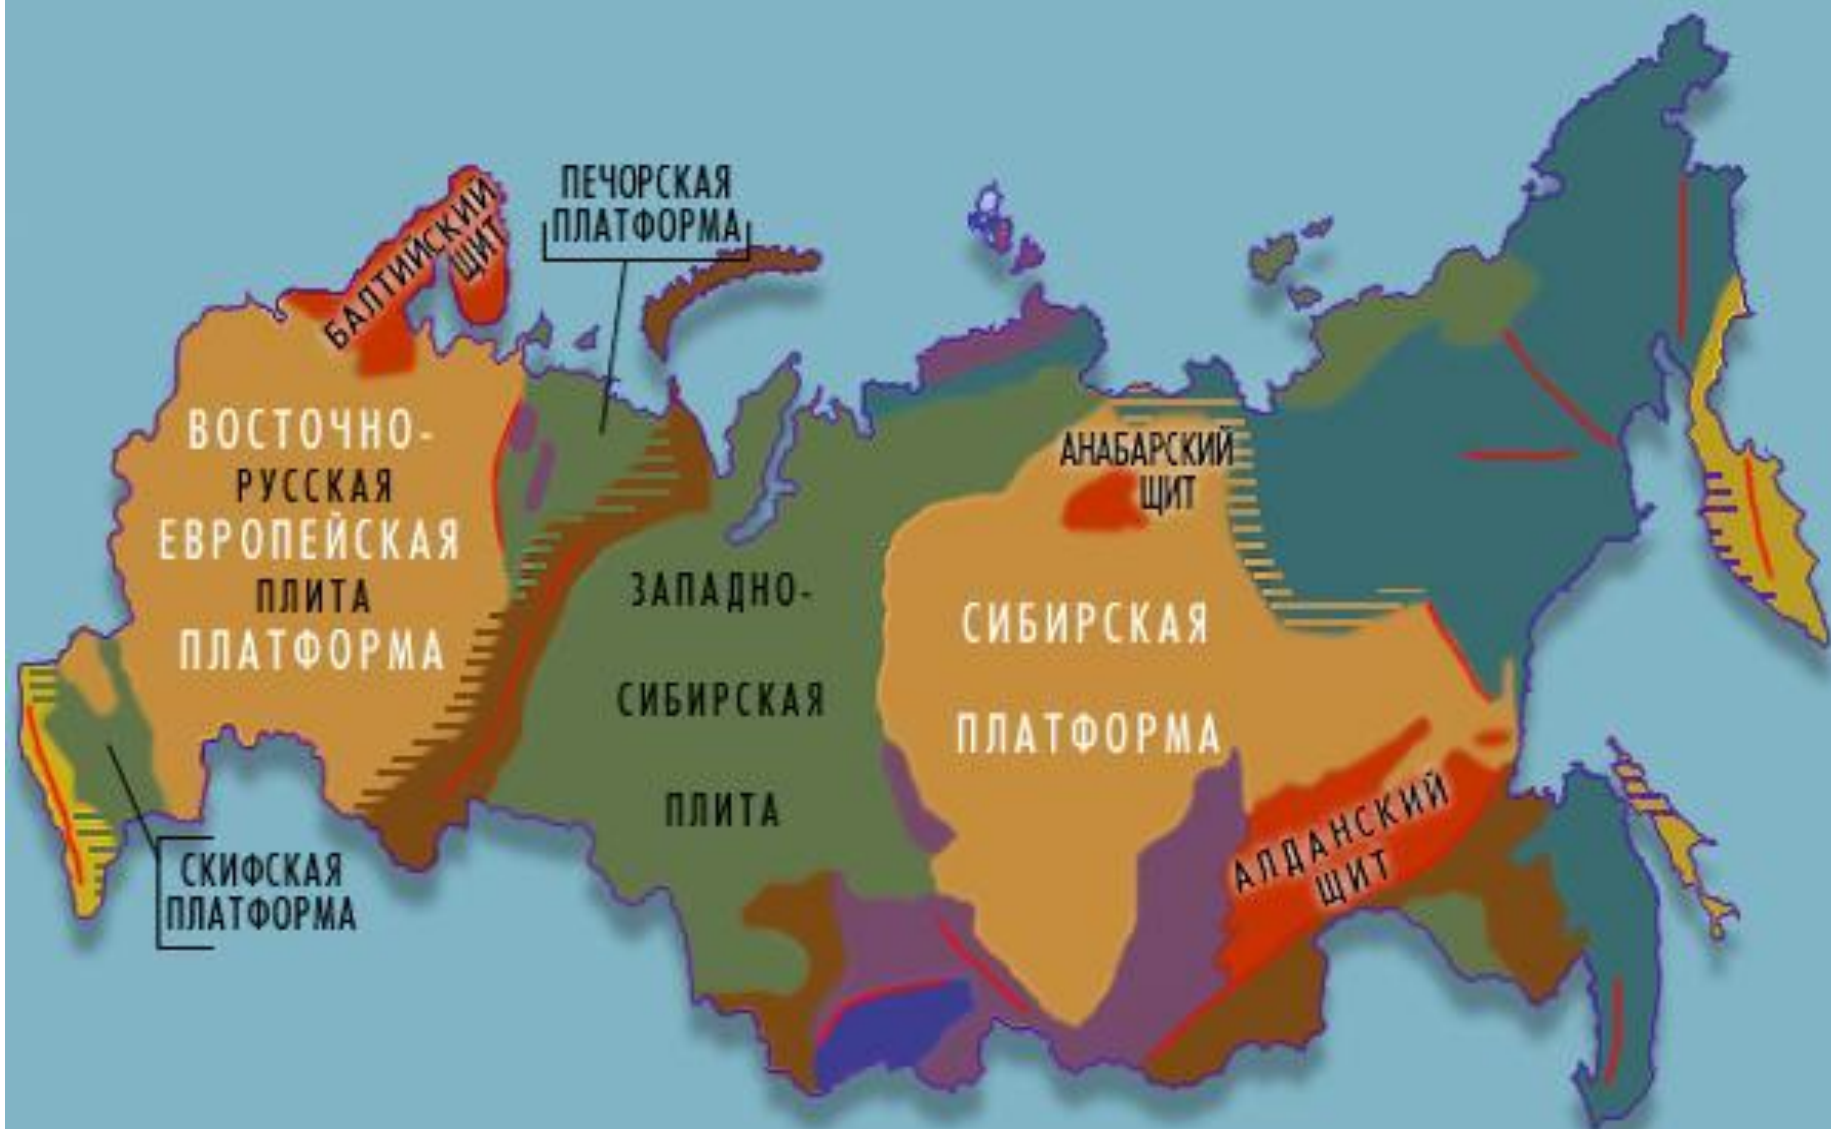 ПЕЧОРСКАЯ
ПЛАТФОРМА
БАЛТИЙСКИЙ
ЩИТ
ВОСТОЧНО-
РУССКАЯ
ЕВРОПЕЙСКАЯ
ПЛИТА
ПЛАТФОРМА
СКИФСКАЯ
ПЛАТФОРМА
ЗАПАДНО-
СИБИРСКАЯ
ПЛИТА
АНАБАРСКИЙ
ЩИТ
СИБИРСКАЯ
ПЛАТФОРМА
АЛДАНСКИЙ
ЩИТ